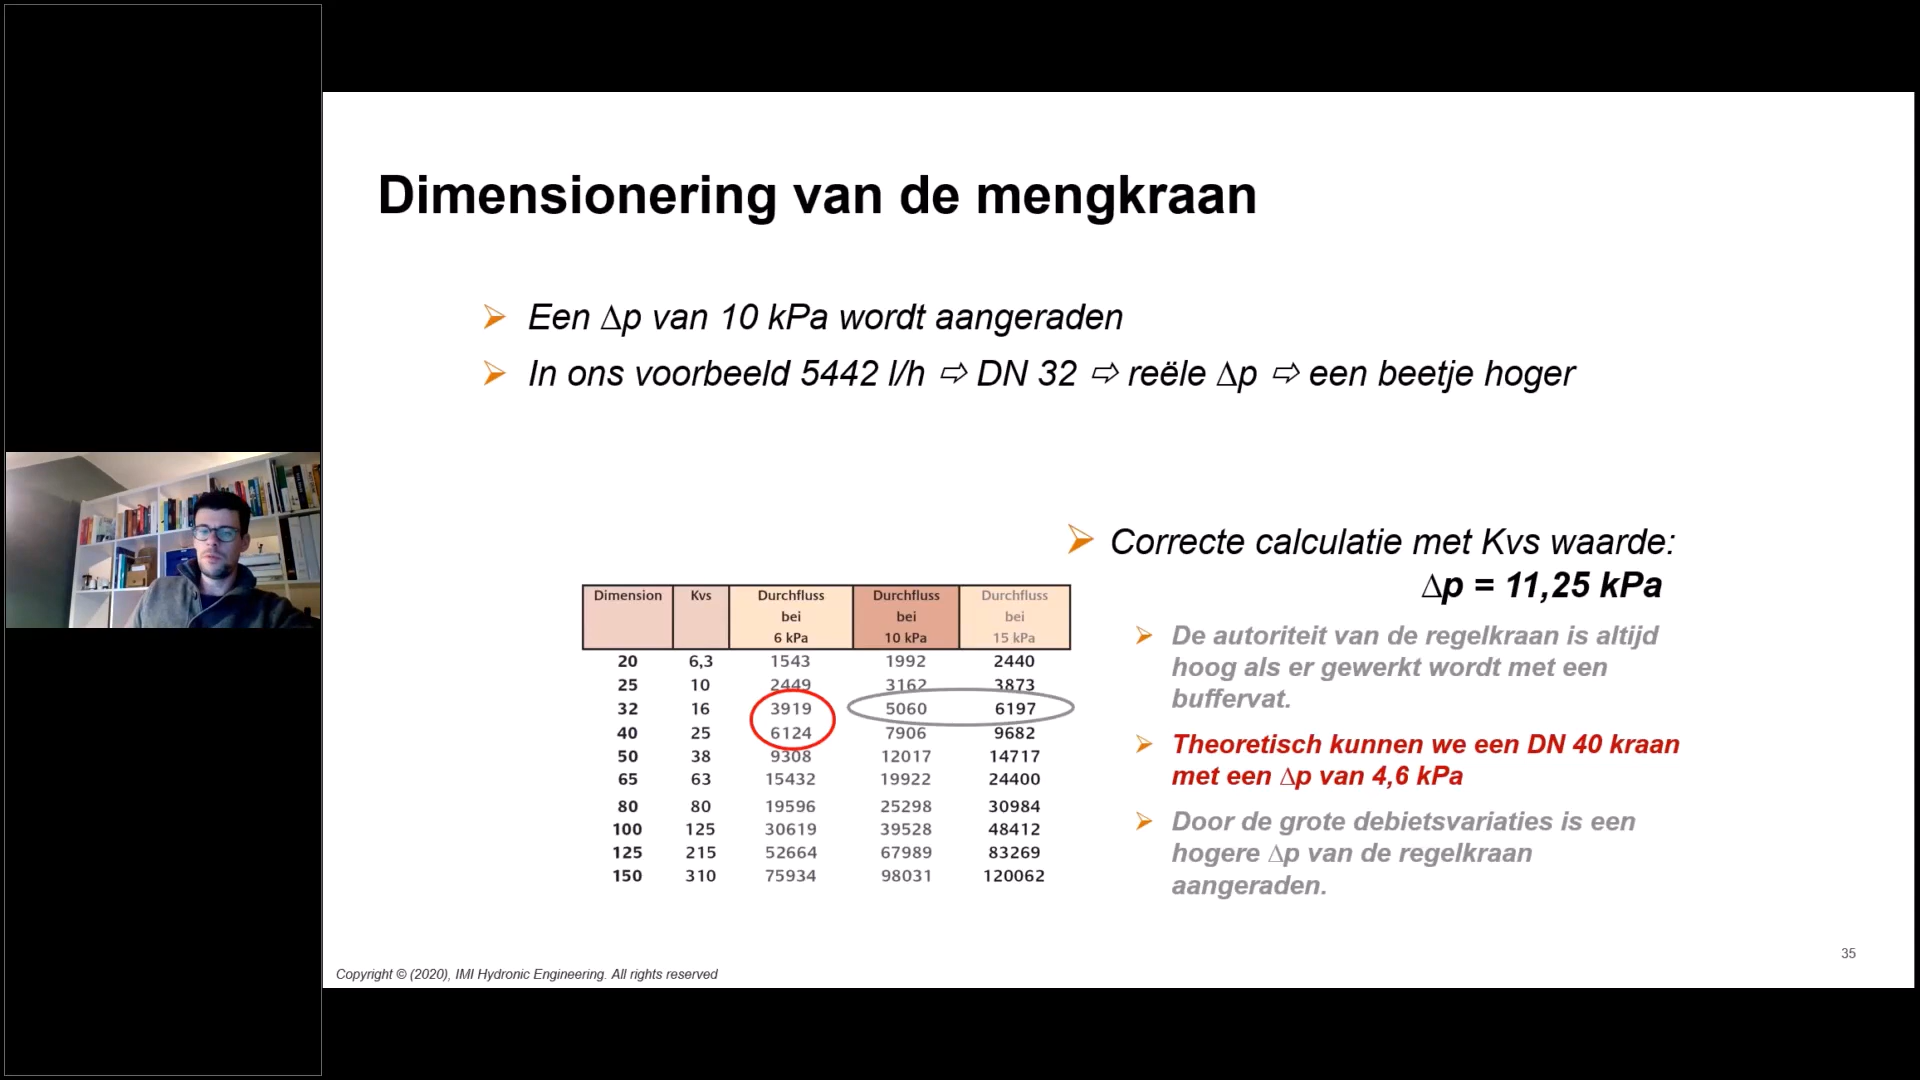 Dimensionering van de mengkraan
Een ∆p van 10 kPa wordt aangeraden
In ons voorbeeld 5442 l/h ⇨ DN 32 ⇨ reële ∆p ⇨ een beetje hoger
Correcte calculatie met Kvs waarde:
∆p = 11,25 kPa
De autoriteit van de regelkraan is altijd
hoog als er gewerkt wordt met een
buffervat.
Theoretisch kunnen we een DN 40 kraan
met een ∆p van 4,6 kPa
Door de grote debietsvariaties is een
hogere ∆p van de regelkraan
aangeraden.
Dimension Kvs Durchfluss Durchfluss Durchfluss
bei bei bei
6 kPa 10 kPa 15 kPa
20 6,3 1543 1992 2440
25 10 2449 3162 3873
32 16 3919 5060 6197
40 25 6124 7906 9682
50 38 9308 12017 14717
65 63 15432 19922 24400
80 80 19596 25298 30984
100 125 30619 39528 48412
125 215 52664 67989 83269
150 310 75934 98031 120062
35
Copyright © (2020), IMI Hydronic Engineering. All rights reserved